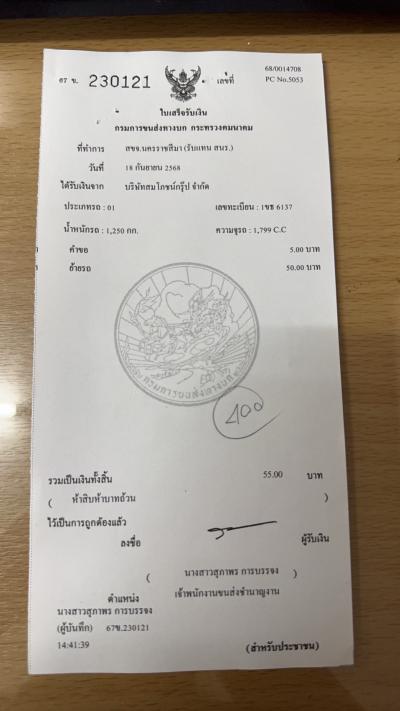 68/0014708
67 ข. 230121 เลขที่ PC No.5053
ใบเสร็จรับเงิน
กรมการขนส่งทางบก กระทรวงคมนาคม
ที่ทำการ สขจ.นครราชสีมา (รับแทน สนร.)
วันที่ 18 กันยายน 2568
ได้รับเงินจาก บริษัทสมโภชน์กรุ๊ป จำกัด
ประเภทรถ : 01 เลขทะเบียน : 1ขธ 6137
น้ำหนักรถ : 1,250 กก. ความจุรถ : 1,799 C.C
คำขอ 5.00 บาท
ย้ายรถ 50.00 บาท
กรมการขนส่งทางบก
400
รวมเป็นเงินทั้งสิ้น 55.00 บาท
( ห้าสิบห้าบาทถ้วน )
ไว้เป็นการถูกต้องแล้ว
ลงชื่อ ผู้รับเงิน
( นางสาวสุภาพร การบรรจง )
ตำแหน่ง เจ้าพนักงานขนส่งชำนาญงาน
นางสาวสุภาพร การบรรจง
(ผู้บันทึก) 67ข.230121
14:41:39 (สำหรับประชาชน)